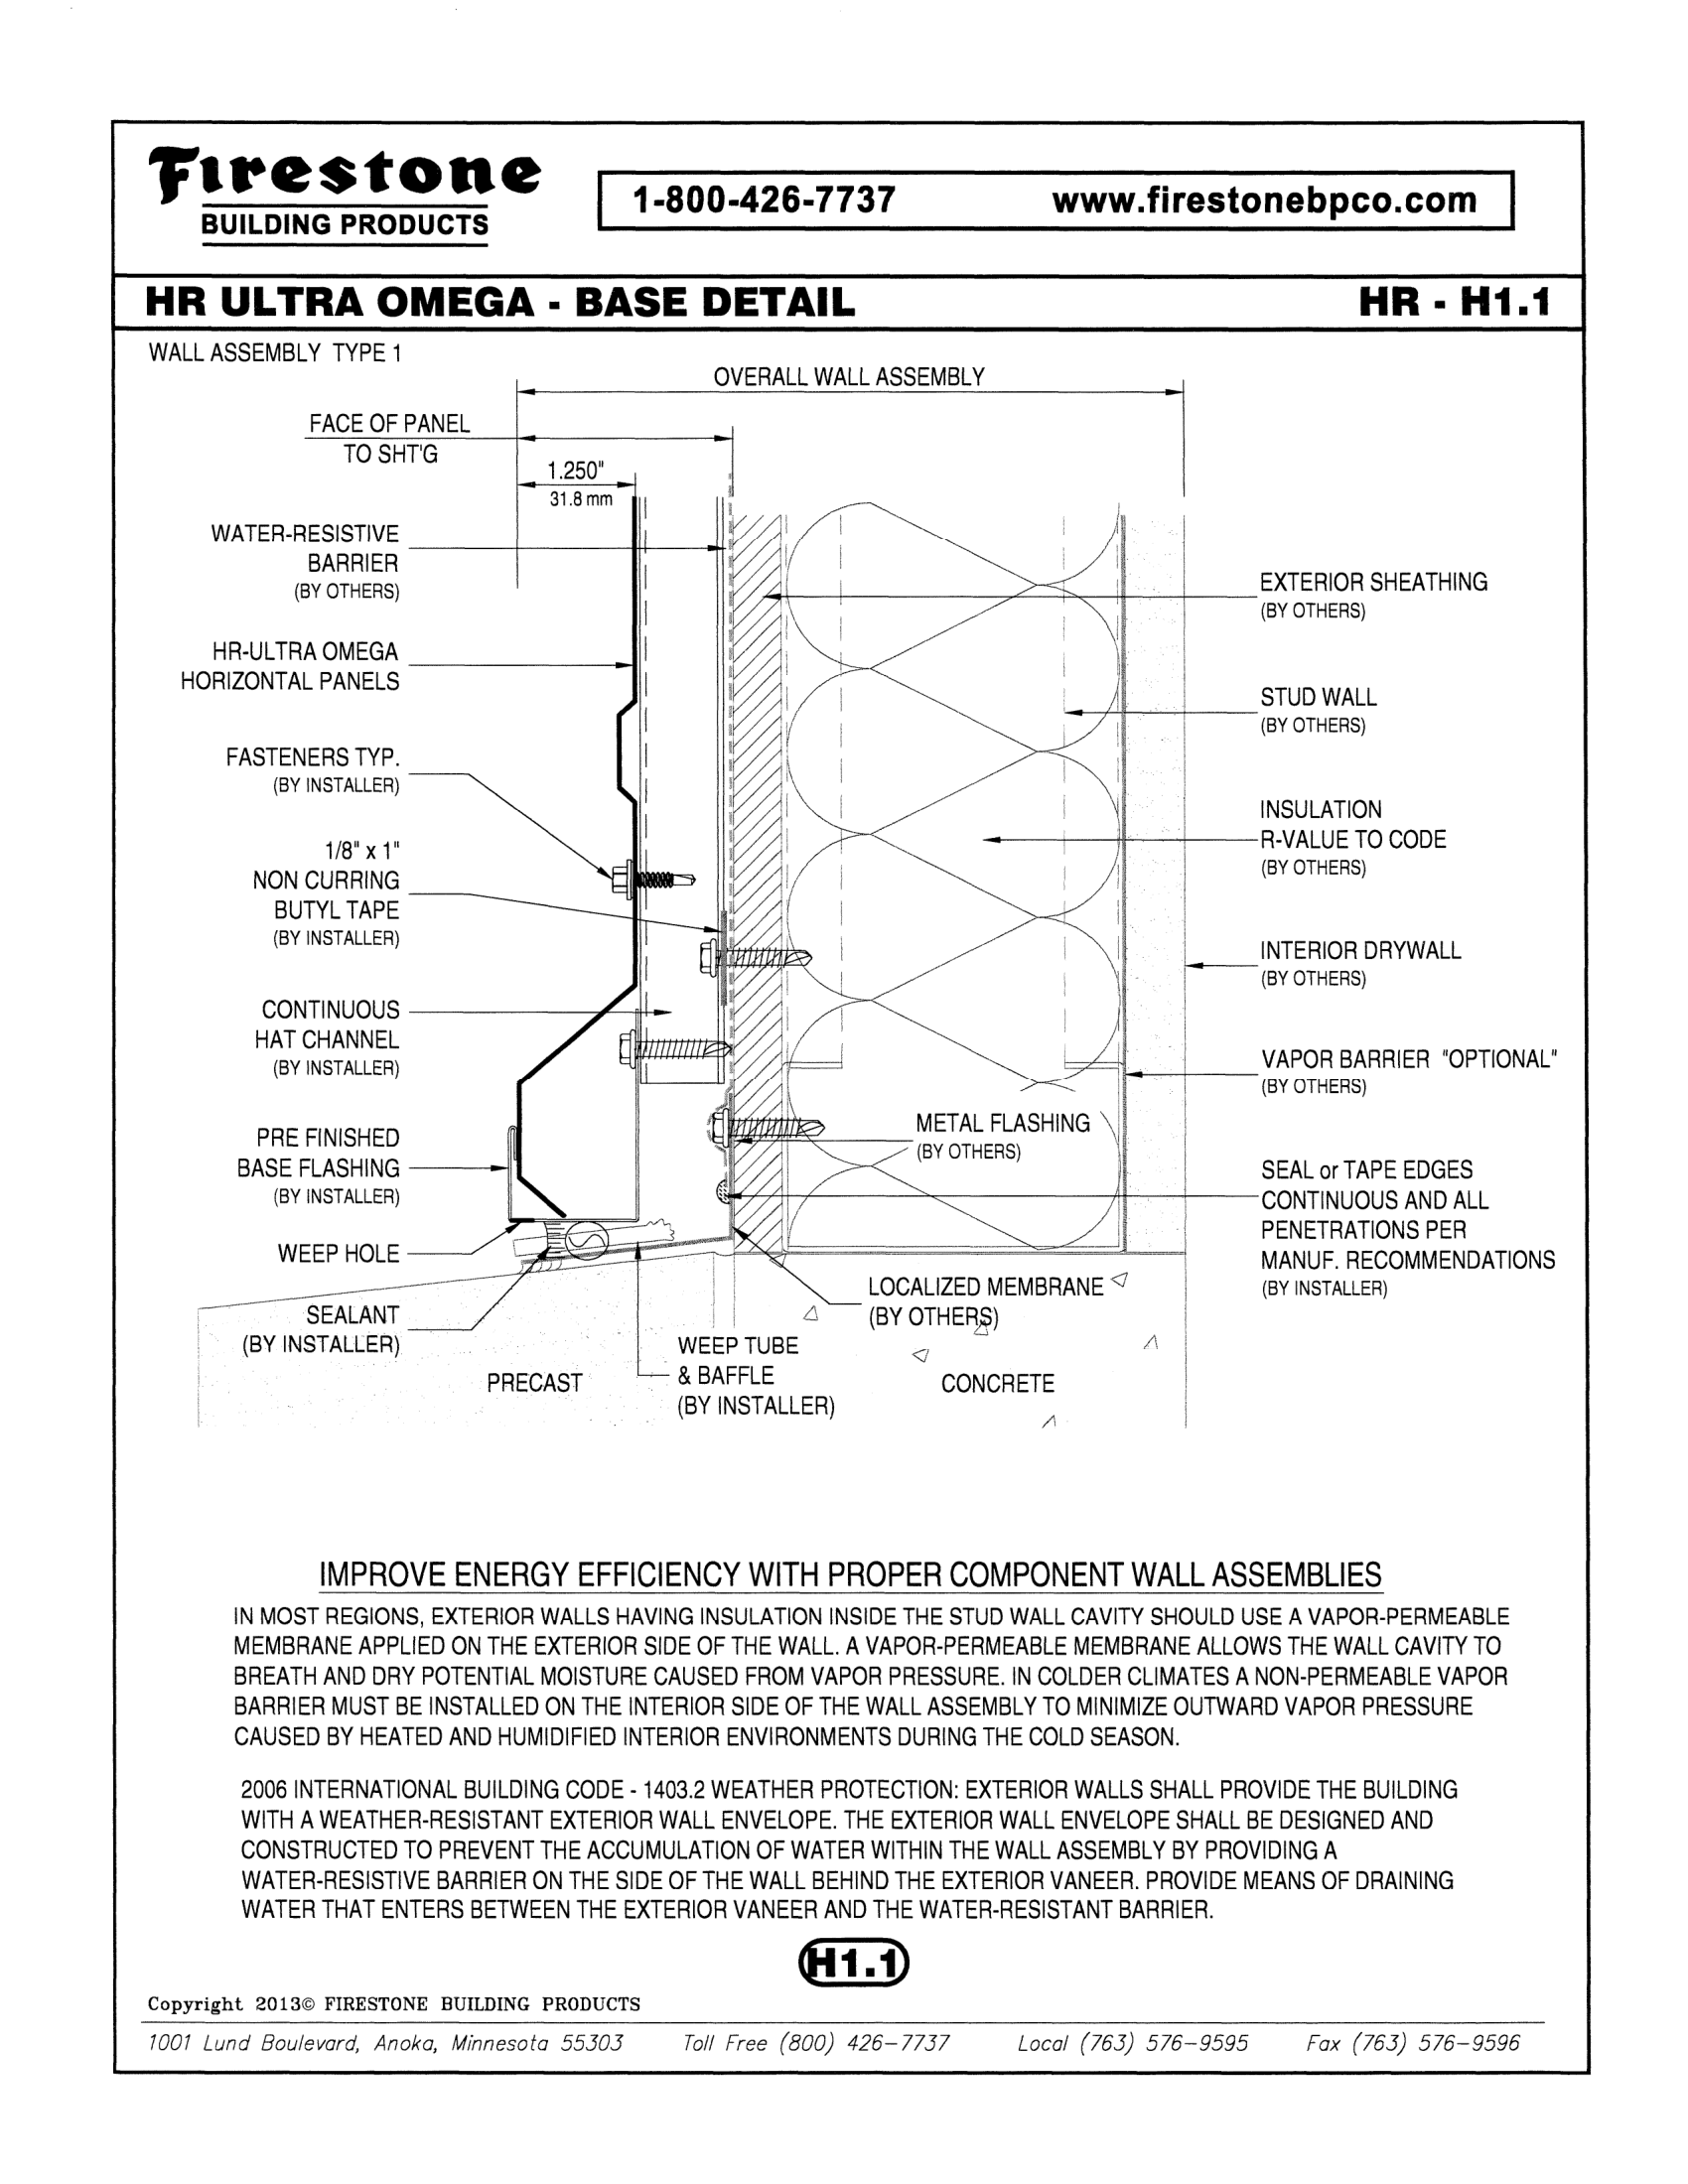 Firestone
BUILDING PRODUCTS
1-800-426-7737 www.firestonebpco.com
HR ULTRA OMEGA - BASE DETAIL HR - H1.1
WALL ASSEMBLY TYPE 1
OVERALL WALL ASSEMBLY
FACE OF PANEL
TO SHT'G
1.250"
31.8 mm
WATER-RESISTIVE
BARRIER
(BY OTHERS)
HR-ULTRA OMEGA
HORIZONTAL PANELS
FASTENERS TYP.
(BY INSTALLER)
1/8" x 1"
NON CURRING
BUTYL TAPE
(BY INSTALLER)
CONTINUOUS
HAT CHANNEL
(BY INSTALLER)
PRE FINISHED
BASE FLASHING
(BY INSTALLER)
WEEP HOLE
SEALANT
(BY INSTALLER)
PRECAST
WEEP TUBE
& BAFFLE
(BY INSTALLER)
METAL FLASHING
(BY OTHERS)
LOCALIZED MEMBRANE
(BY OTHERS)
CONCRETE
EXTERIOR SHEATHING
(BY OTHERS)
STUD WALL
(BY OTHERS)
INSULATION
R-VALUE TO CODE
(BY OTHERS)
INTERIOR DRYWALL
(BY OTHERS)
VAPOR BARRIER "OPTIONAL"
(BY OTHERS)
SEAL or TAPE EDGES
CONTINUOUS AND ALL
PENETRATIONS PER
MANUF. RECOMMENDATIONS
(BY INSTALLER)
IMPROVE ENERGY EFFICIENCY WITH PROPER COMPONENT WALL ASSEMBLIES
IN MOST REGIONS, EXTERIOR WALLS HAVING INSULATION INSIDE THE STUD WALL CAVITY SHOULD USE A VAPOR-PERMEABLE
MEMBRANE APPLIED ON THE EXTERIOR SIDE OF THE WALL. A VAPOR-PERMEABLE MEMBRANE ALLOWS THE WALL CAVITY TO
BREATH AND DRY POTENTIAL MOISTURE CAUSED FROM VAPOR PRESSURE. IN COLDER CLIMATES A NON-PERMEABLE VAPOR
BARRIER MUST BE INSTALLED ON THE INTERIOR SIDE OF THE WALL ASSEMBLY TO MINIMIZE OUTWARD VAPOR PRESSURE
CAUSED BY HEATED AND HUMIDIFIED INTERIOR ENVIRONMENTS DURING THE COLD SEASON.
2006 INTERNATIONAL BUILDING CODE - 1403.2 WEATHER PROTECTION: EXTERIOR WALLS SHALL PROVIDE THE BUILDING
WITH A WEATHER-RESISTANT EXTERIOR WALL ENVELOPE. THE EXTERIOR WALL ENVELOPE SHALL BE DESIGNED AND
CONSTRUCTED TO PREVENT THE ACCUMULATION OF WATER WITHIN THE WALL ASSEMBLY BY PROVIDING A
WATER-RESISTIVE BARRIER ON THE SIDE OF THE WALL BEHIND THE EXTERIOR VANEER. PROVIDE MEANS OF DRAINING
WATER THAT ENTERS BETWEEN THE EXTERIOR VANEER AND THE WATER-RESISTANT BARRIER.
H1.1
Copyright 2013© FIRESTONE BUILDING PRODUCTS
1001 Lund Boulevard, Anoka, Minnesota 55303 Toll Free (800) 426-7737 Local (763) 576-9595 Fax (763) 576-9596